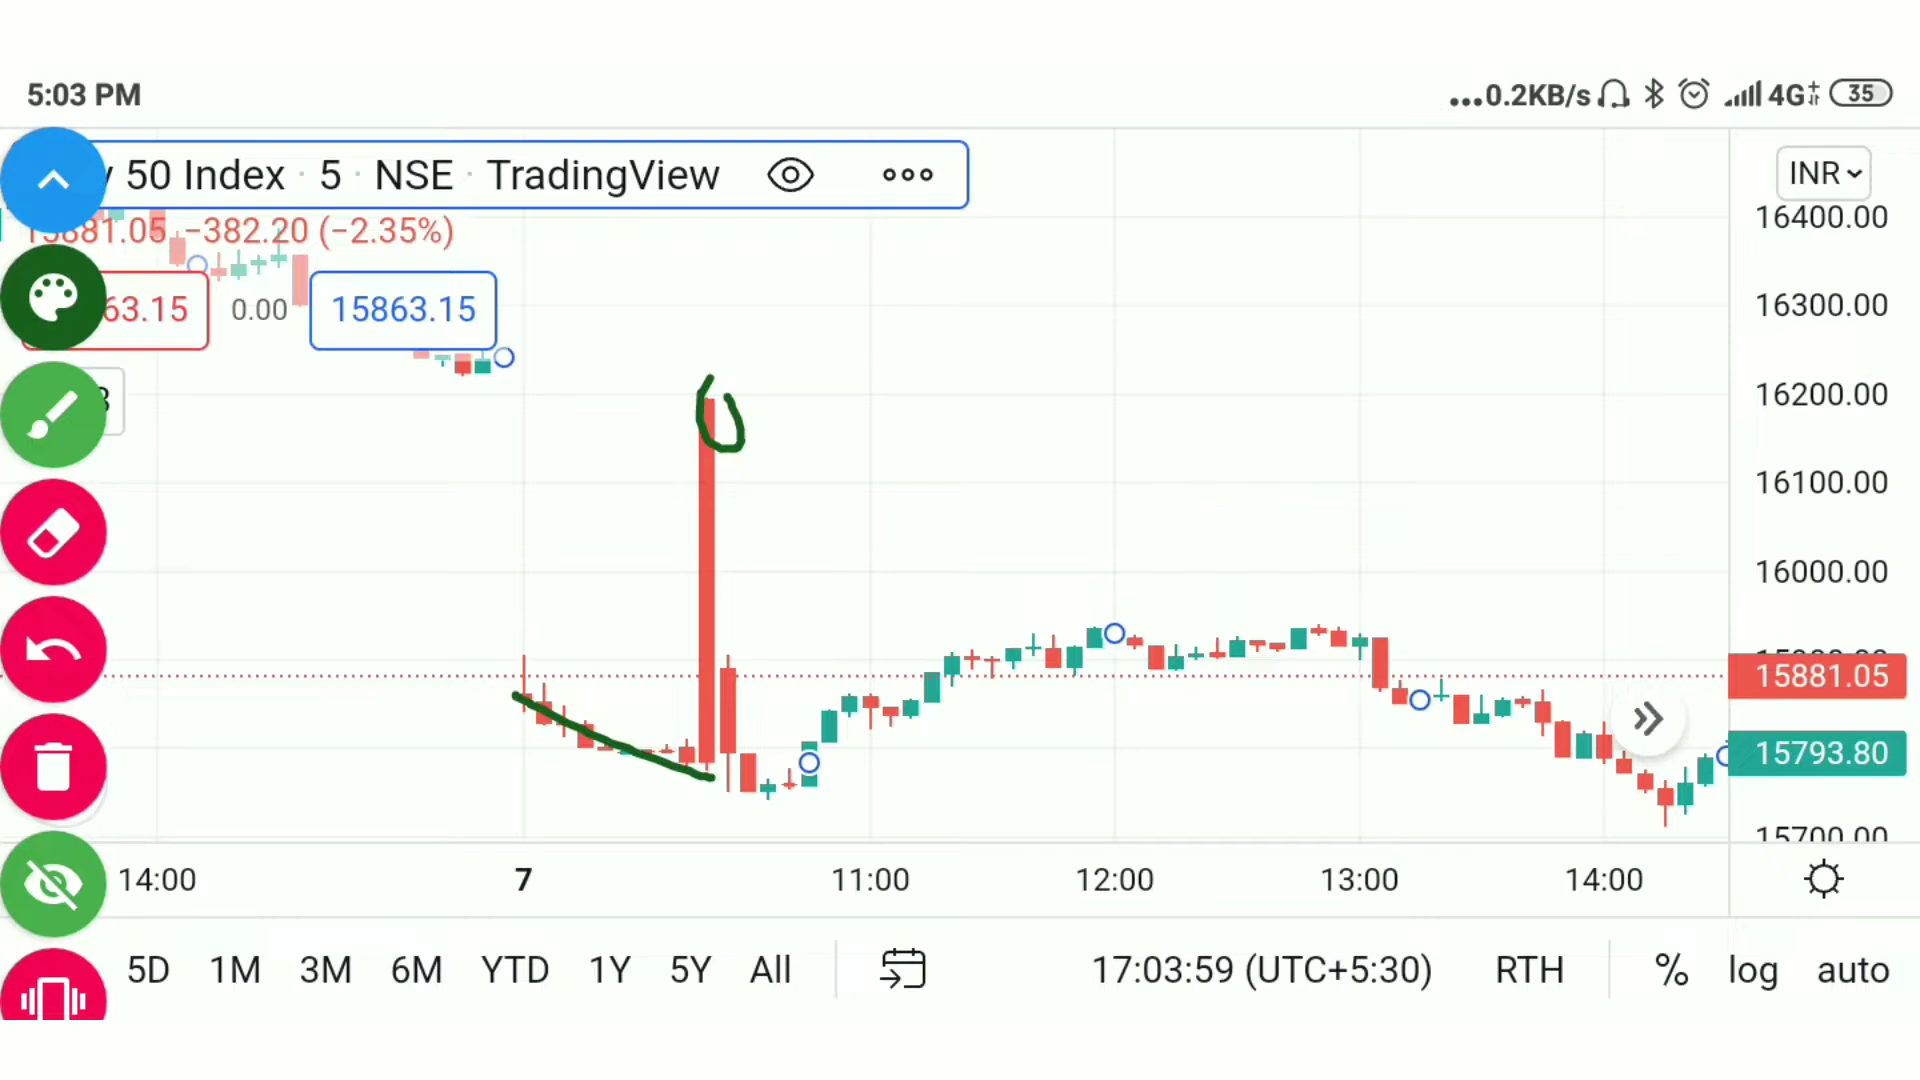 5:03 PM
...0.2KB/s 4G 35
50 Index · 5 · NSE · TradingView
INR
15881.05 −382.20 (−2.35%)
63.15 0.00 15863.15
16400.00
16300.00
16200.00
16100.00
16000.00
15881.05
15793.80
15700.00
14:00 7 11:00 12:00 13:00 14:00
5D 1M 3M 6M YTD 1Y 5Y All 17:03:59 (UTC+5:30) RTH % log auto